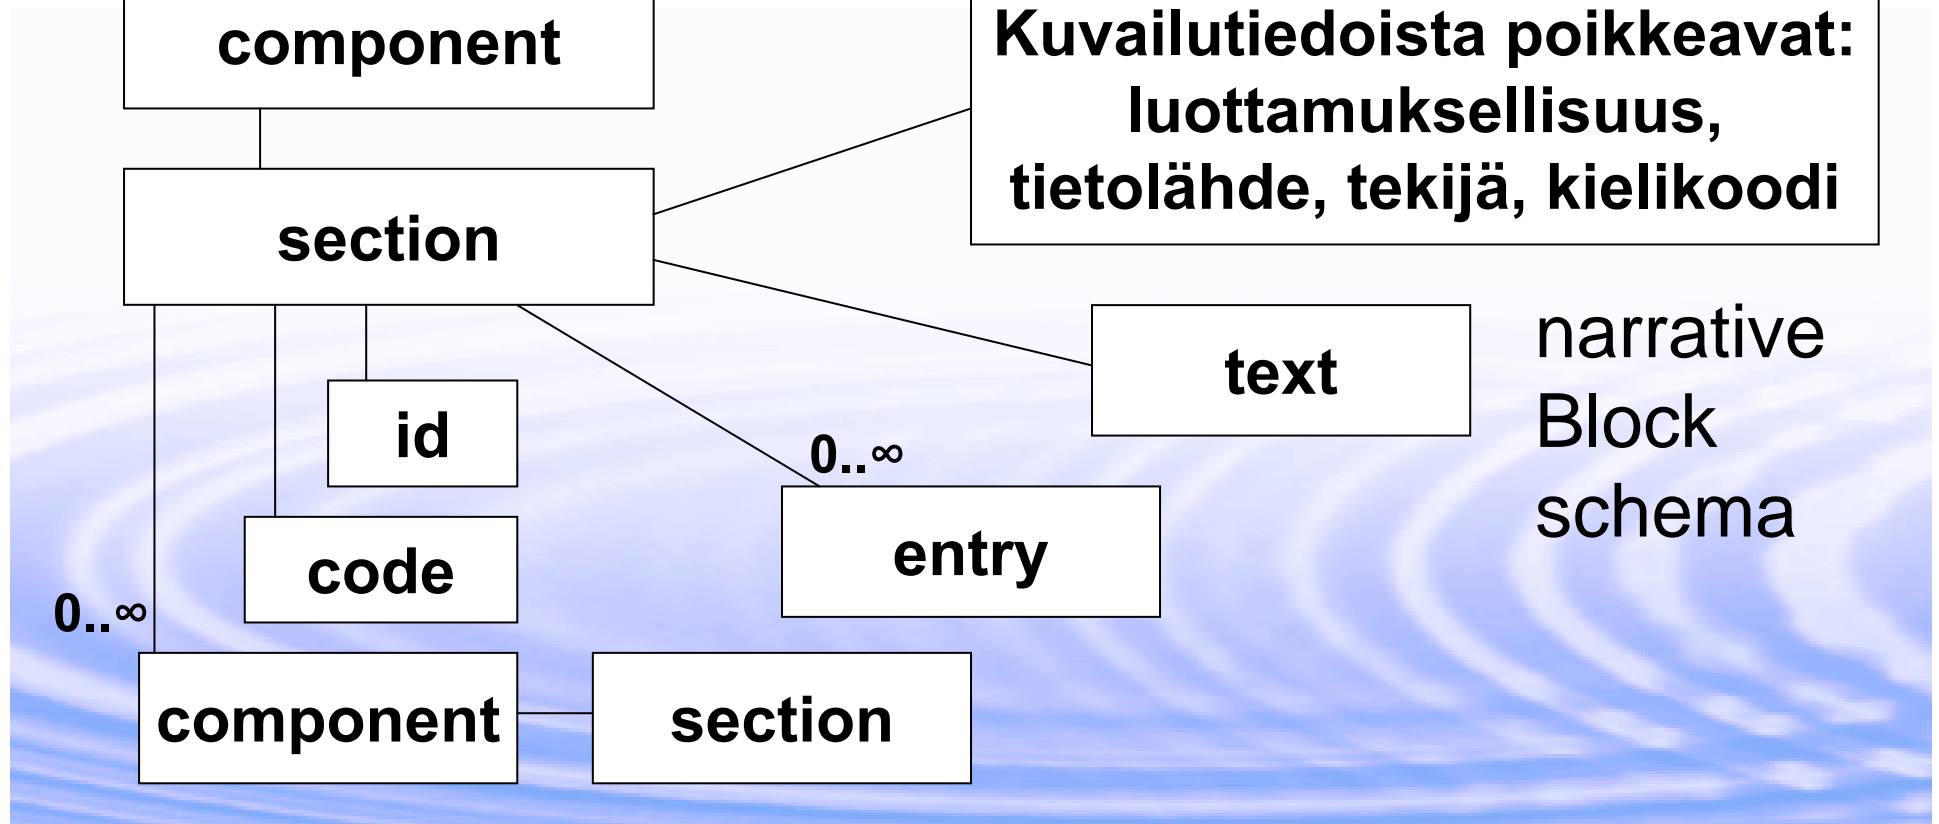 component
Kuvailutiedoista poikkeavat:
luottamuksellisuus,
tietolähde, tekijä, kielikoodi
section
text
narrative
Block
schema
id
0..∞
entry
code
0..∞
component
section